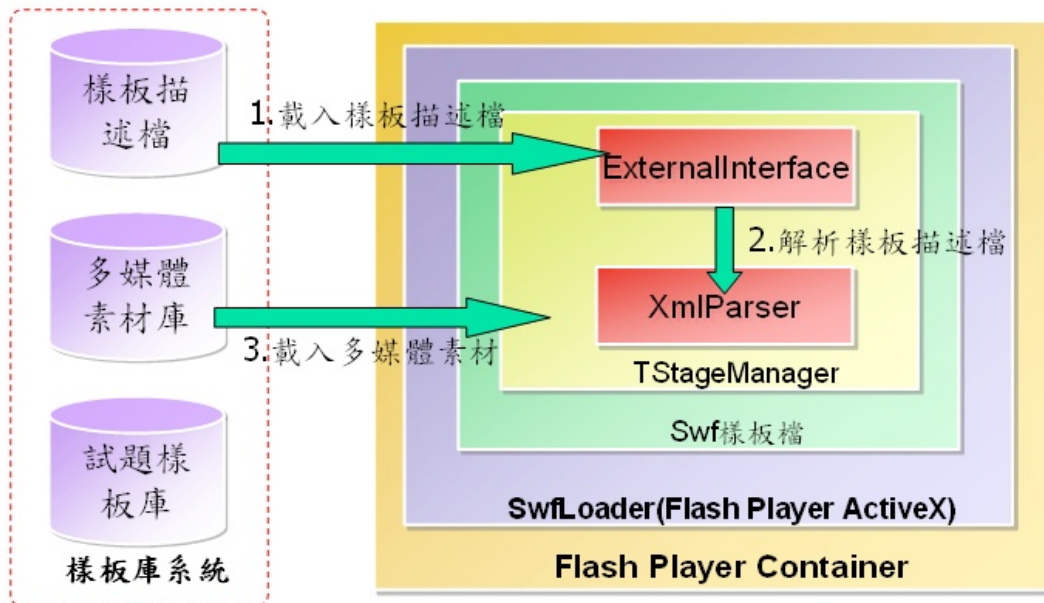 樣板描
述檔
1.載入樣板描述檔
ExternalInterface
2.解析樣板描述檔
多媒體
素材庫
XmlParser
3.載入多媒體素材
TStageManager
Swf樣板檔
試題樣
板庫
SwfLoader(Flash Player ActiveX)
樣板庫系統
Flash Player Container